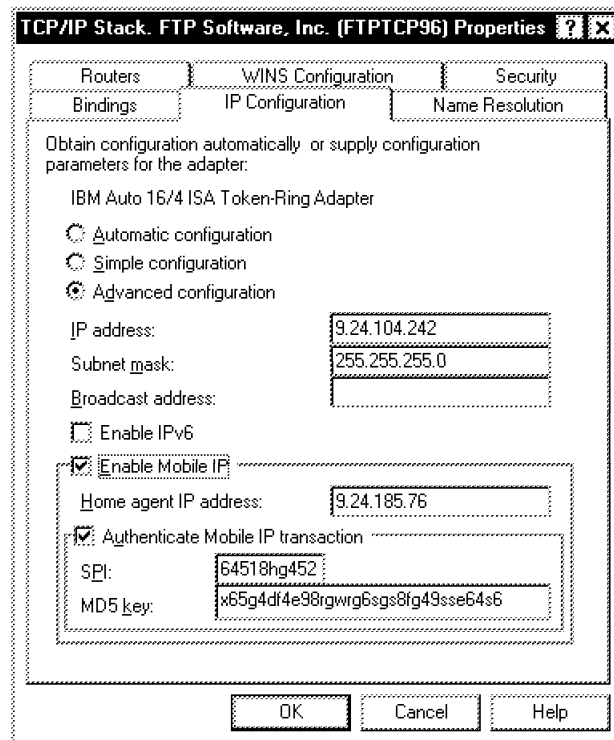 TCP/IP Stack. FTP Software, Inc. (FTPTCP96) Properties ? X
Routers WINS Configuration Security
Bindings IP Configuration Name Resolution
Obtain configuration automatically or supply configuration
parameters for the adapter:
IBM Auto 16/4 ISA Token-Ring Adapter
Automatic configuration
Simple configuration
Advanced configuration
IP address: 9.24.104.242
Subnet mask: 255.255.255.0
Broadcast address:
Enable IPv6
Enable Mobile IP
Home agent IP address: 9.24.185.76
Authenticate Mobile IP transaction
SPI: 64518hg452
MD5 key: x65g4df4e98rgwrg6sgs8fg49sse64s6
OK Cancel Help